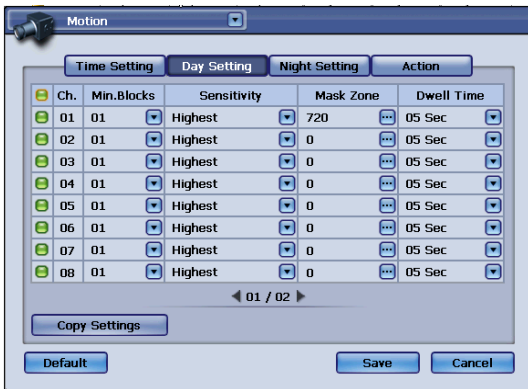 Motion
Time Setting Day Setting Night Setting Action
Ch. Min.Blocks Sensitivity Mask Zone Dwell Time
01 01 Highest 720 05 Sec
02 01 Highest 0 05 Sec
03 01 Highest 0 05 Sec
04 01 Highest 0 05 Sec
05 01 Highest 0 05 Sec
06 01 Highest 0 05 Sec
07 01 Highest 0 05 Sec
08 01 Highest 0 05 Sec
01 / 02
Copy Settings
Default Save Cancel